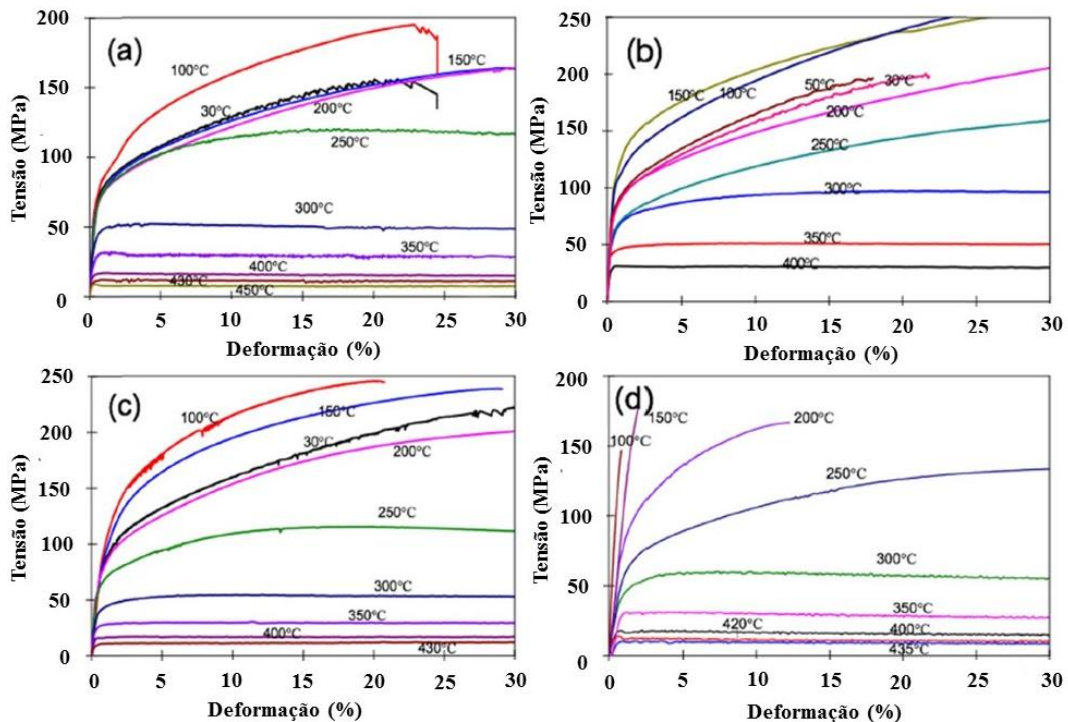 (a)
Tensão (MPa)
200
150
100
50
0
100°C
150°C
30°C
200°C
250°C
300°C
350°C
400°C
430°C
450°C
0 5 10 15 20 25 30
Deformação (%)
(b)
Tensão (MPa)
250
200
150
100
50
0
150°C
100°C
50°C
30°C
200°C
250°C
300°C
350°C
400°C
0 5 10 15 20 25 30
Deformação (%)
(c)
Tensão (MPa)
250
200
150
100
50
0
100°C
150°C
30°C
200°C
250°C
300°C
350°C
400°C
430°C
0 5 10 15 20 25 30
Deformação (%)
(d)
Tensão (MPa)
200
150
100
50
0
150°C
100°C
200°C
250°C
300°C
350°C
420°C
400°C
435°C
0 5 10 15 20 25 30
Deformação (%)